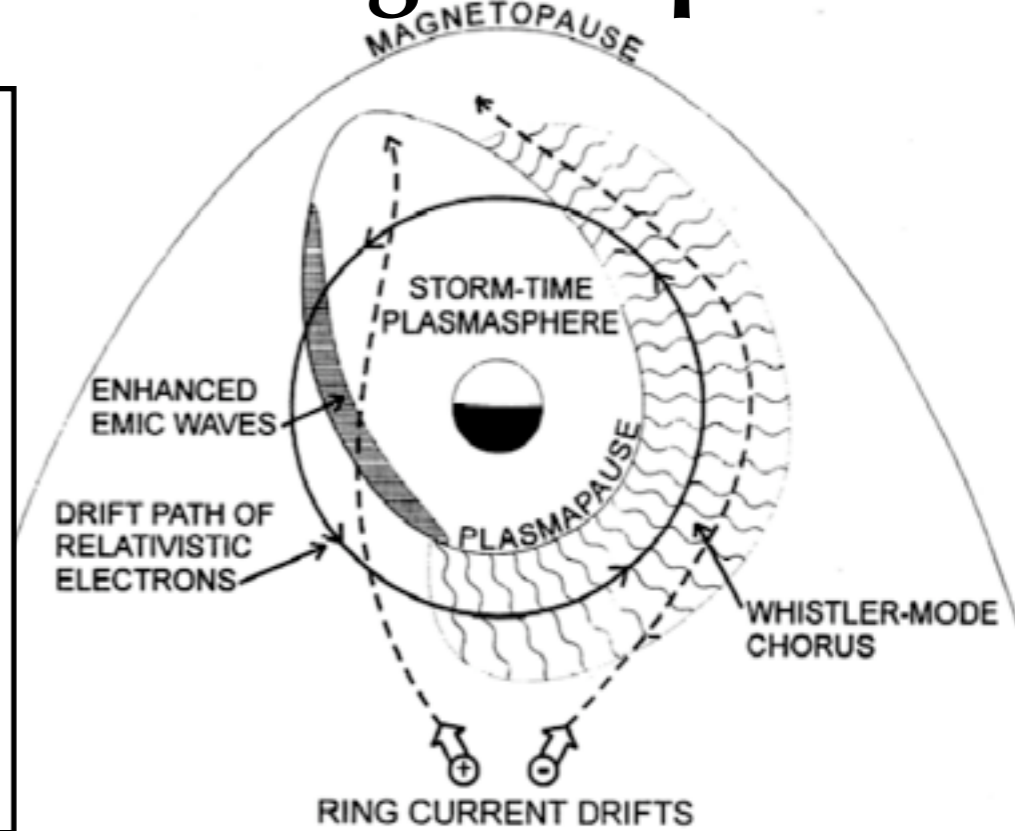 MAGNETOPAUSE
STORM-TIME
PLASMASPHERE
ENHANCED
EMIC WAVES
PLASMAPAUSE
DRIFT PATH OF
RELATIVISTIC
ELECTRONS
WHISTLER-MODE
CHORUS
+
-
RING CURRENT DRIFTS